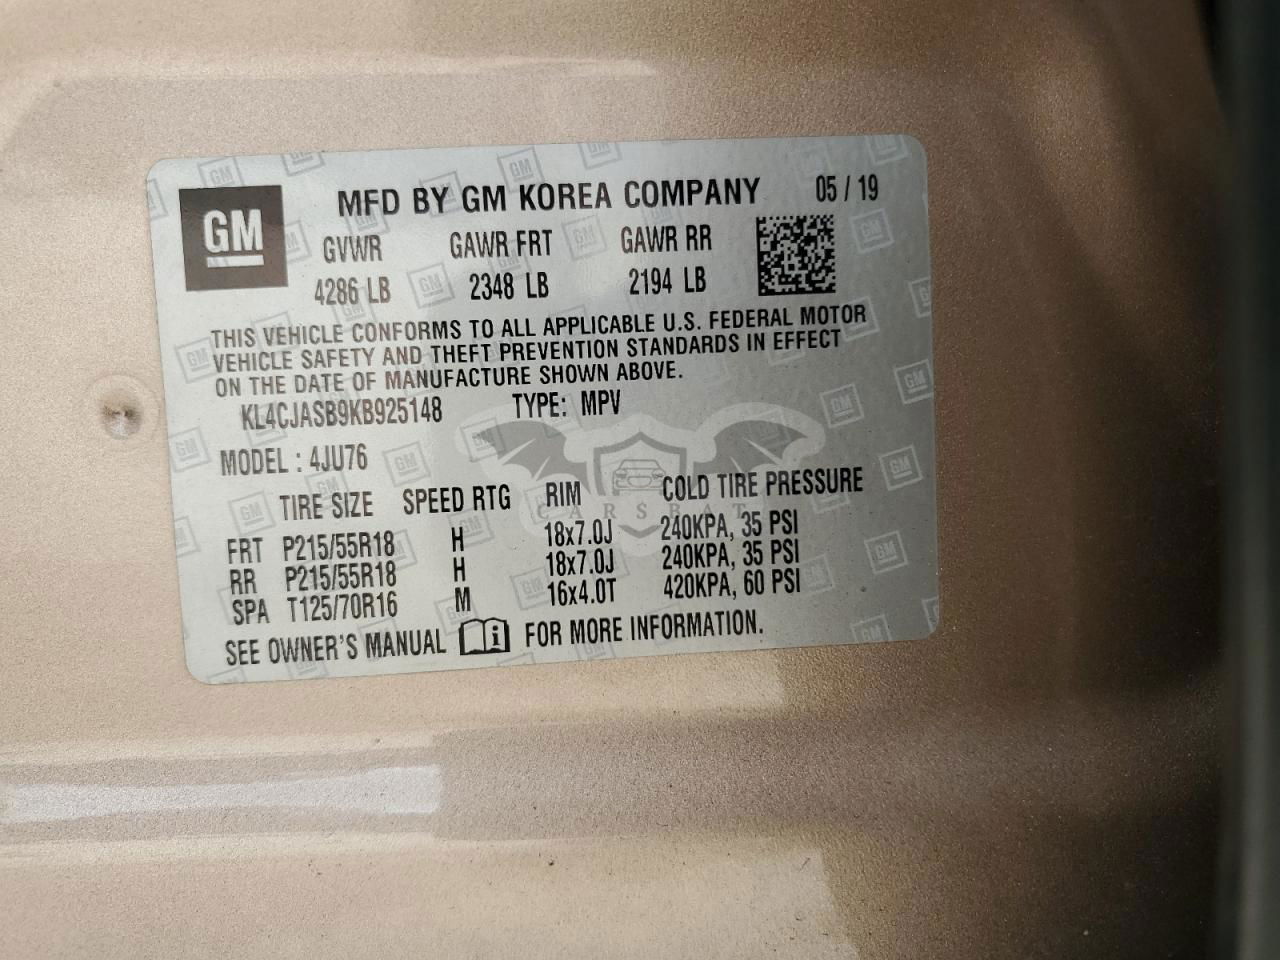 GM
MFD BY GM KOREA COMPANY 05 / 19
GVWR GAWR FRT GAWR RR
4286 LB 2348 LB 2194 LB
THIS VEHICLE CONFORMS TO ALL APPLICABLE U.S. FEDERAL MOTOR
VEHICLE SAFETY AND THEFT PREVENTION STANDARDS IN EFFECT
ON THE DATE OF MANUFACTURE SHOWN ABOVE.
KL4CJASB9KB925148 TYPE: MPV
MODEL : 4JU76
TIRE SIZE SPEED RTG RIM COLD TIRE PRESSURE
CARSBAT
FRT P215/55R18 H 18x7.0J 240KPA, 35 PSI
RR P215/55R18 H 18x7.0J 240KPA, 35 PSI
SPA T125/70R16 M 16x4.0T 420KPA, 60 PSI
SEE OWNER'S MANUAL i FOR MORE INFORMATION.